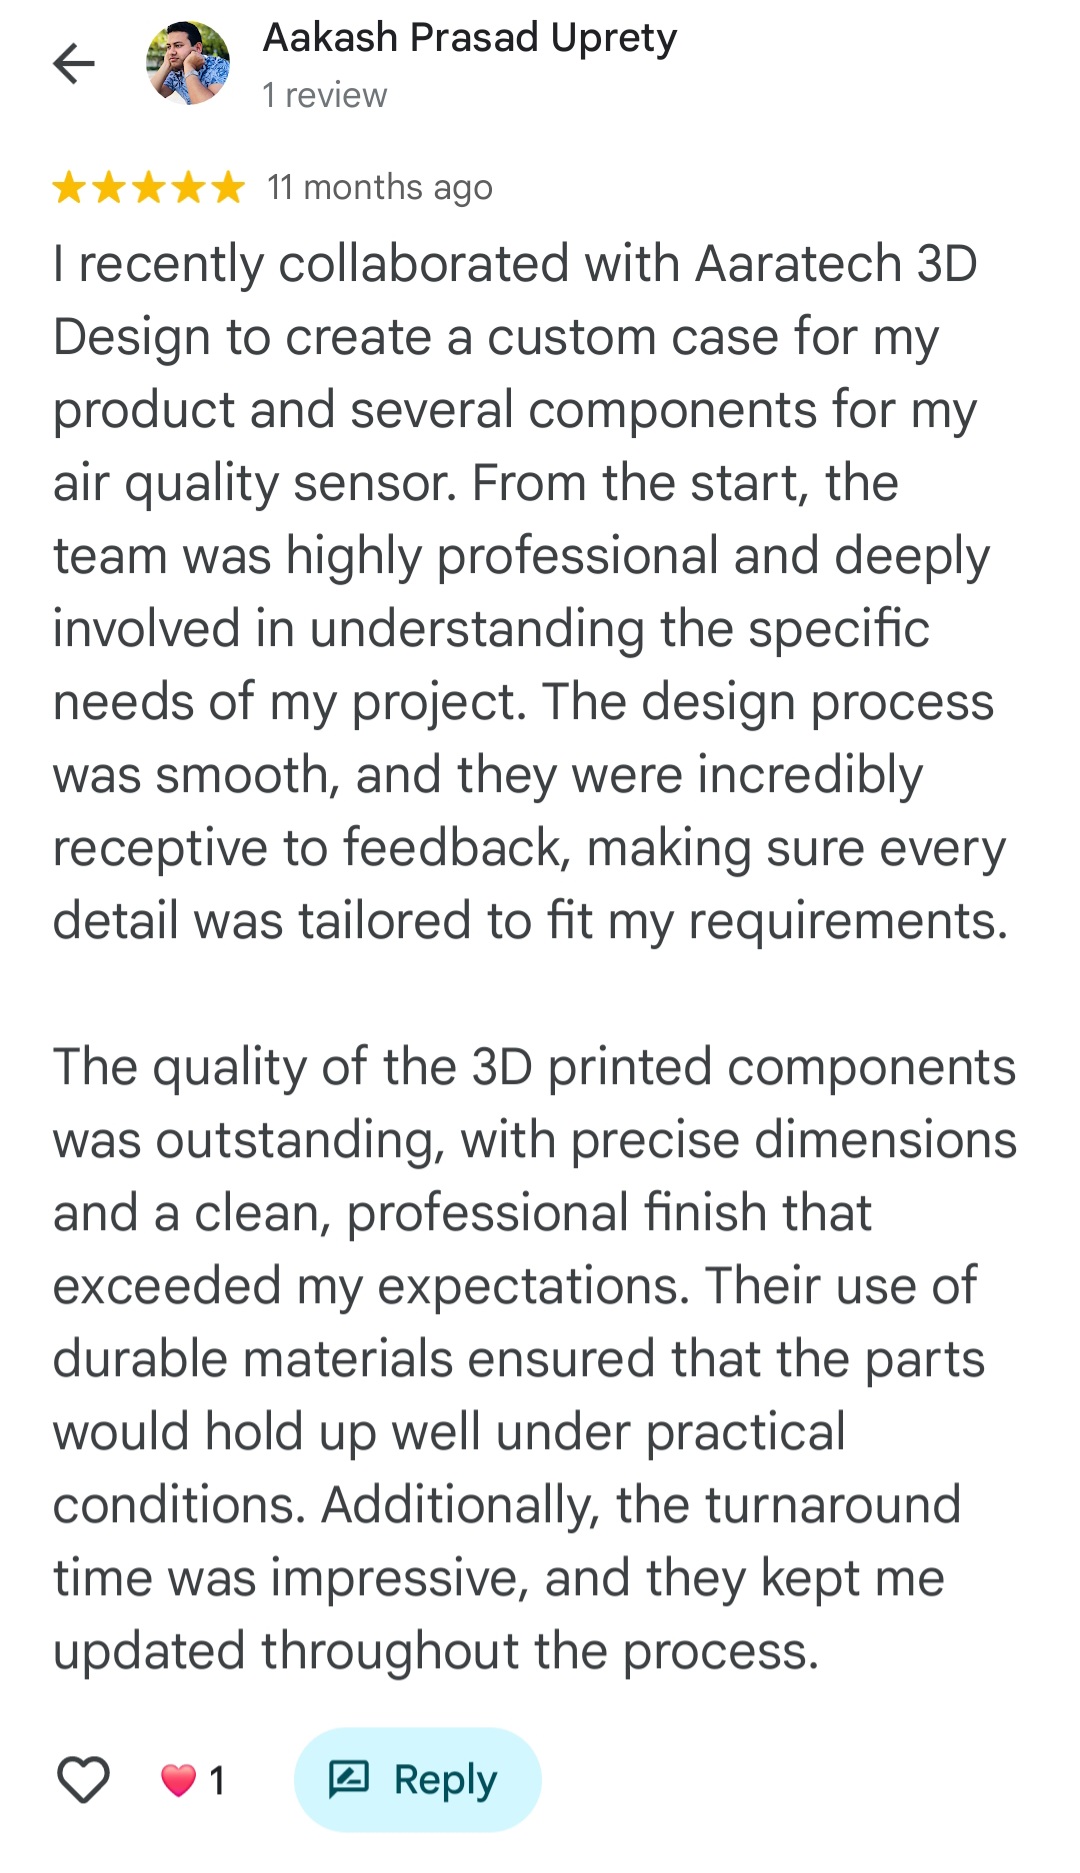 Aakash Prasad Uprety
1 review
11 months ago
I recently collaborated with Aaratech 3D
Design to create a custom case for my
product and several components for my
air quality sensor. From the start, the
team was highly professional and deeply
involved in understanding the specific
needs of my project. The design process
was smooth, and they were incredibly
receptive to feedback, making sure every
detail was tailored to fit my requirements.
The quality of the 3D printed components
was outstanding, with precise dimensions
and a clean, professional finish that
exceeded my expectations. Their use of
durable materials ensured that the parts
would hold up well under practical
conditions. Additionally, the turnaround
time was impressive, and they kept me
updated throughout the process.
1
Reply